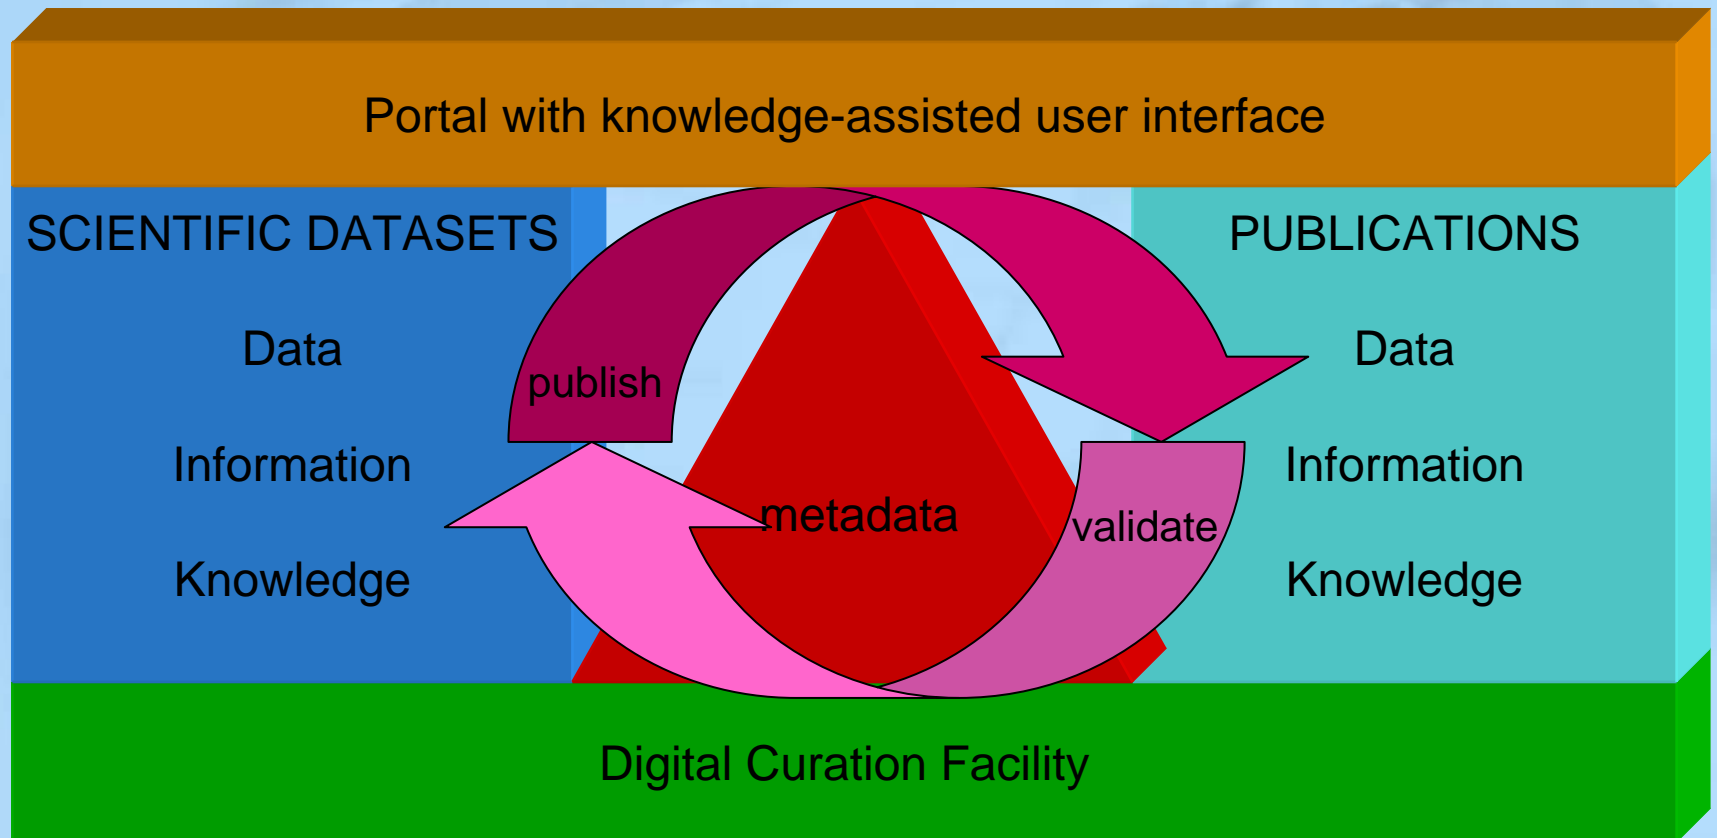 Portal with knowledge-assisted user interface
SCIENTIFIC DATASETS
Data
Information
Knowledge
publish
metadata
validate
PUBLICATIONS
Data
Information
Knowledge
Digital Curation Facility